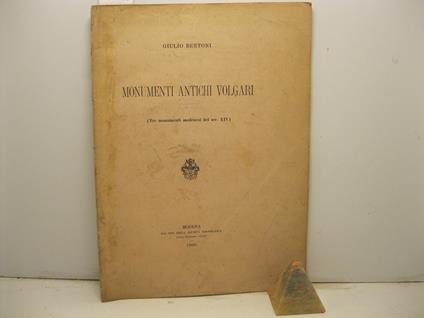 GIULIO BERTONI
MONUMENTI ANTICHI VOLGARI
(Tre monumenti modenesi del sec. XIV)
MODENA